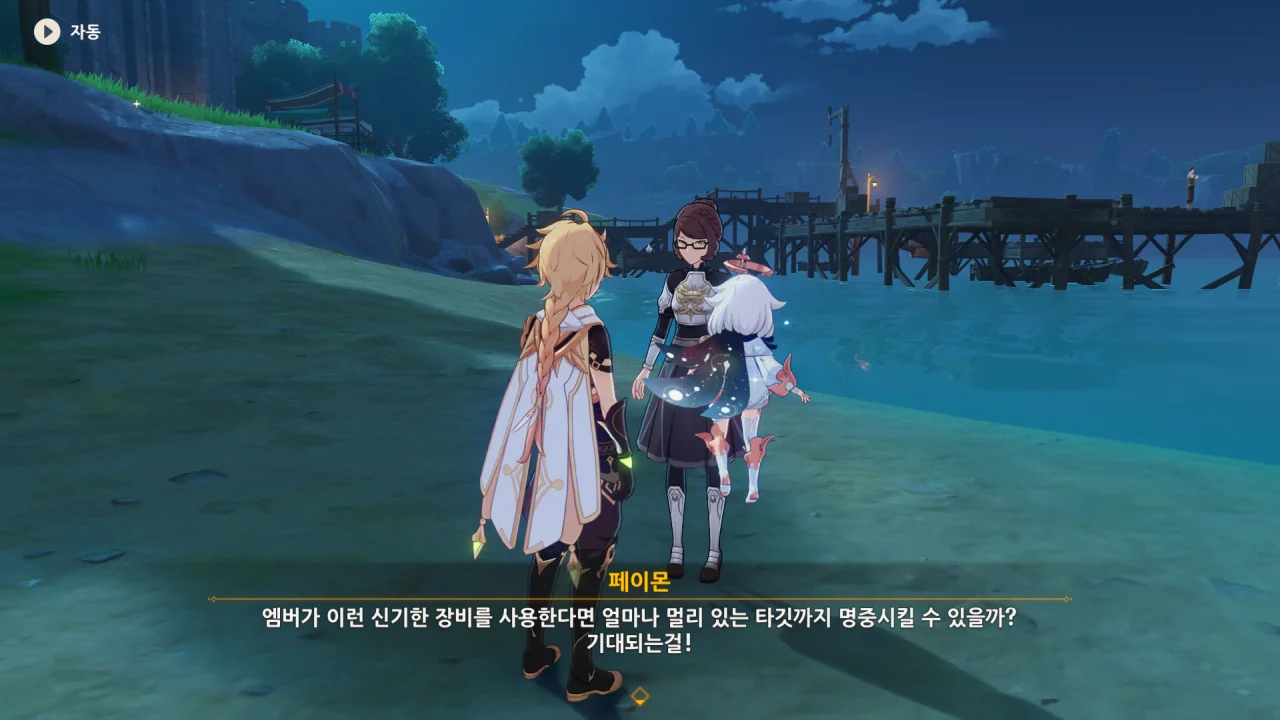 자동
페이몬
엠버가 이런 신기한 장비를 사용한다면 얼마나 멀리 있는 타깃까지 명중시킬 수 있을까?
기대되는걸!